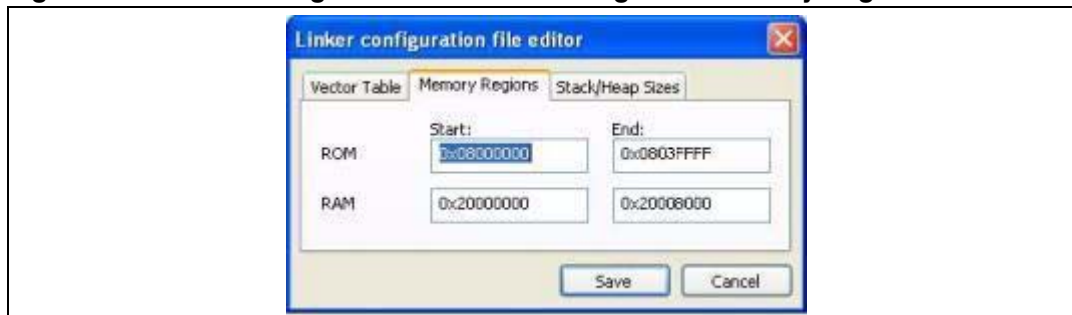 Linker configuration file editor
Vector Table Memory Regions Stack/Heap Sizes
Start: End:
ROM 0x08000000 0x0803FFFF
RAM 0x20000000 0x20008000
Save Cancel